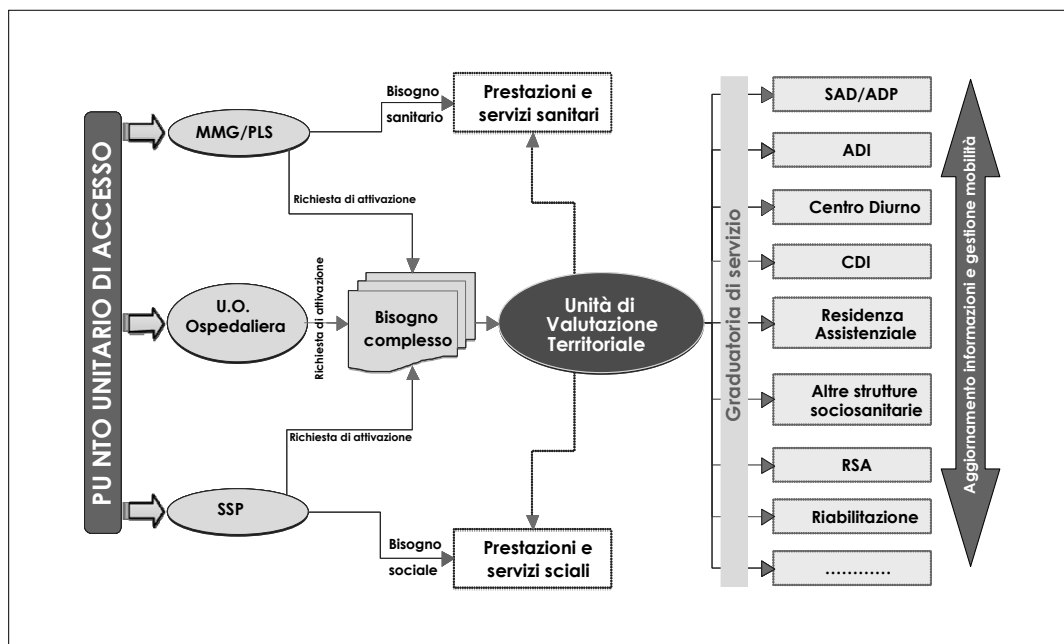 PU NTO UNITARIO DI ACCESSO
MMG/PLS
U.O.
Ospedaliera
SSP
Bisogno
sanitario
Richiesta di attivazione
Richiesta di attivazione
Richiesta di attivazione
Bisogno
sociale
Prestazioni e
servizi sanitari
Bisogno
complesso
Prestazioni e
servizi sciali
Unità di
Valutazione
Territoriale
Graduatoria di servizio
SAD/ADP
ADI
Centro Diurno
CDI
Residenza
Assistenziale
Altre strutture
sociosanitarie
RSA
Riabilitazione
............
Aggiornamento informazioni e gestione mobilità